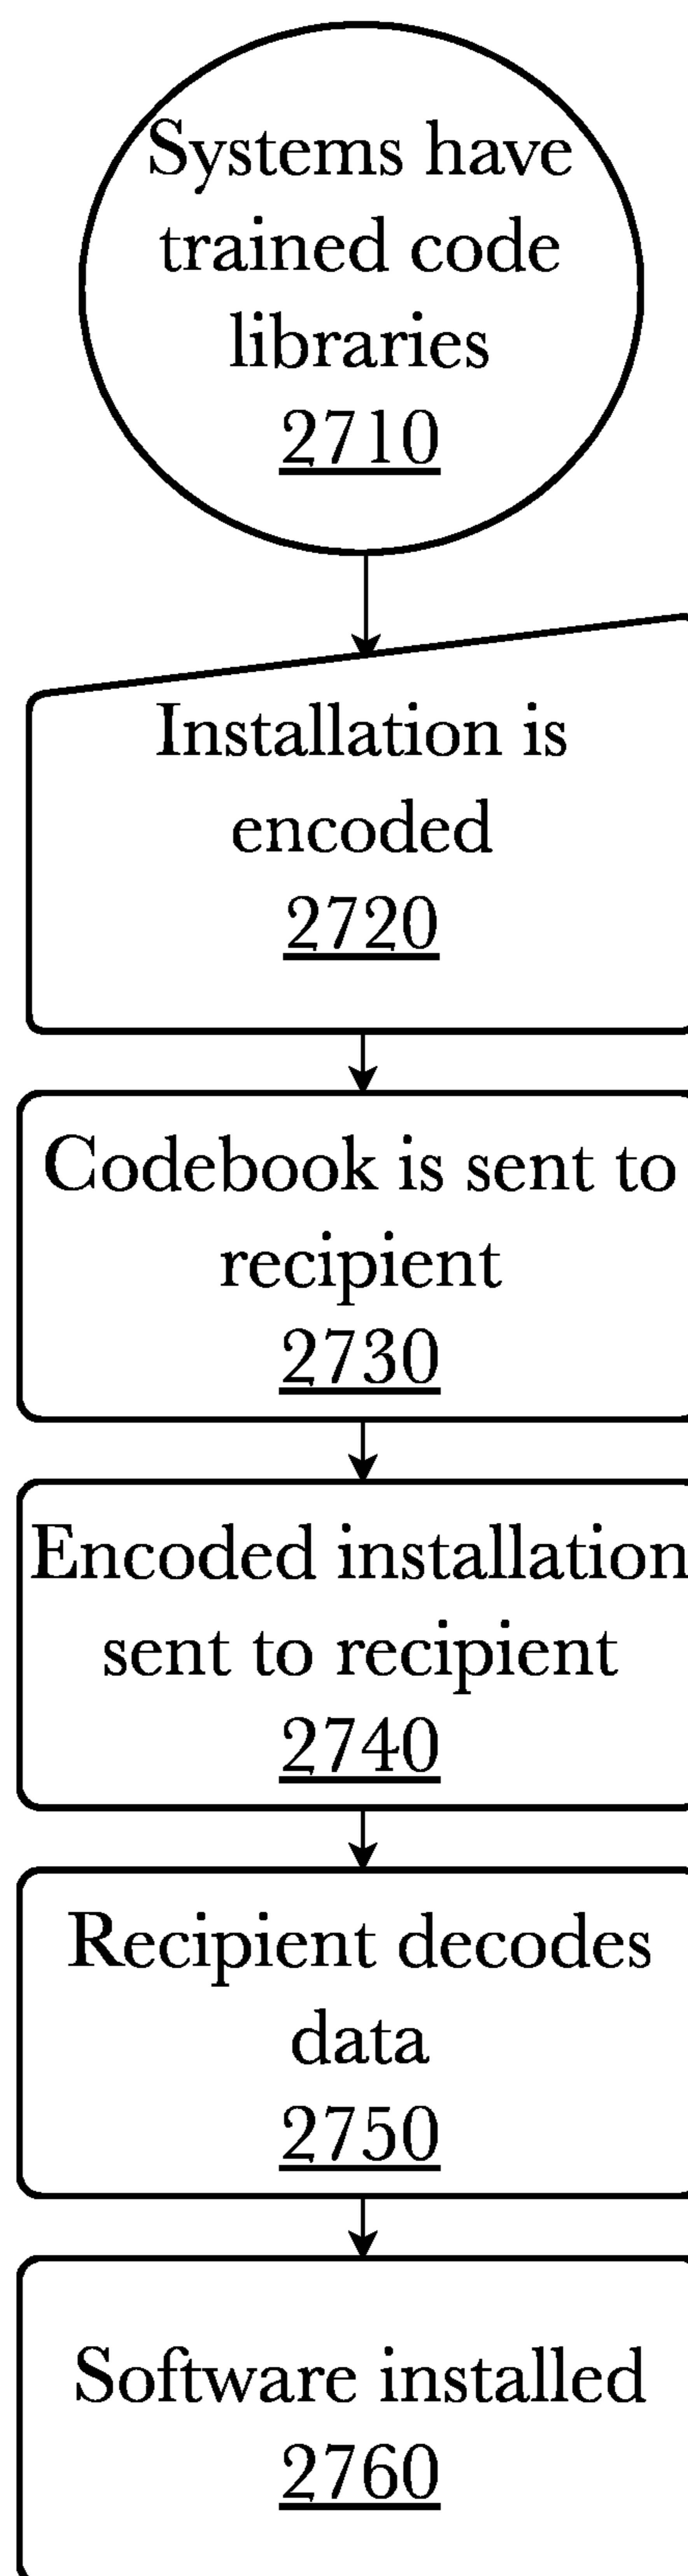 Systems have
trained code
libraries
2710
Installation is
encoded
2720
Codebook is sent to
recipient
2730
Encoded installation
sent to recipient
2740
Recipient decodes
data
2750
Software installed
2760